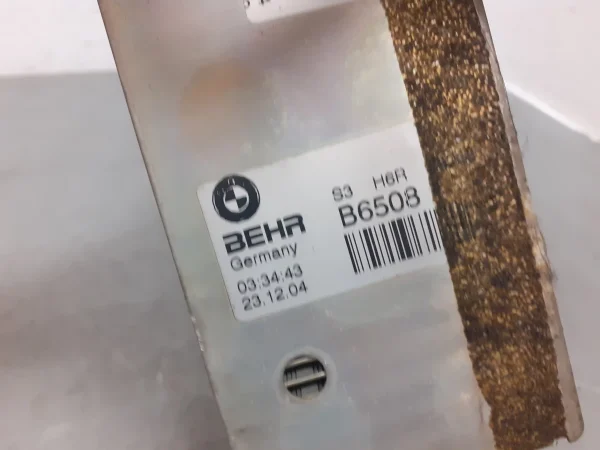 S3 H6R
BEHR B6508
Germany
03:34:43
23.12.04